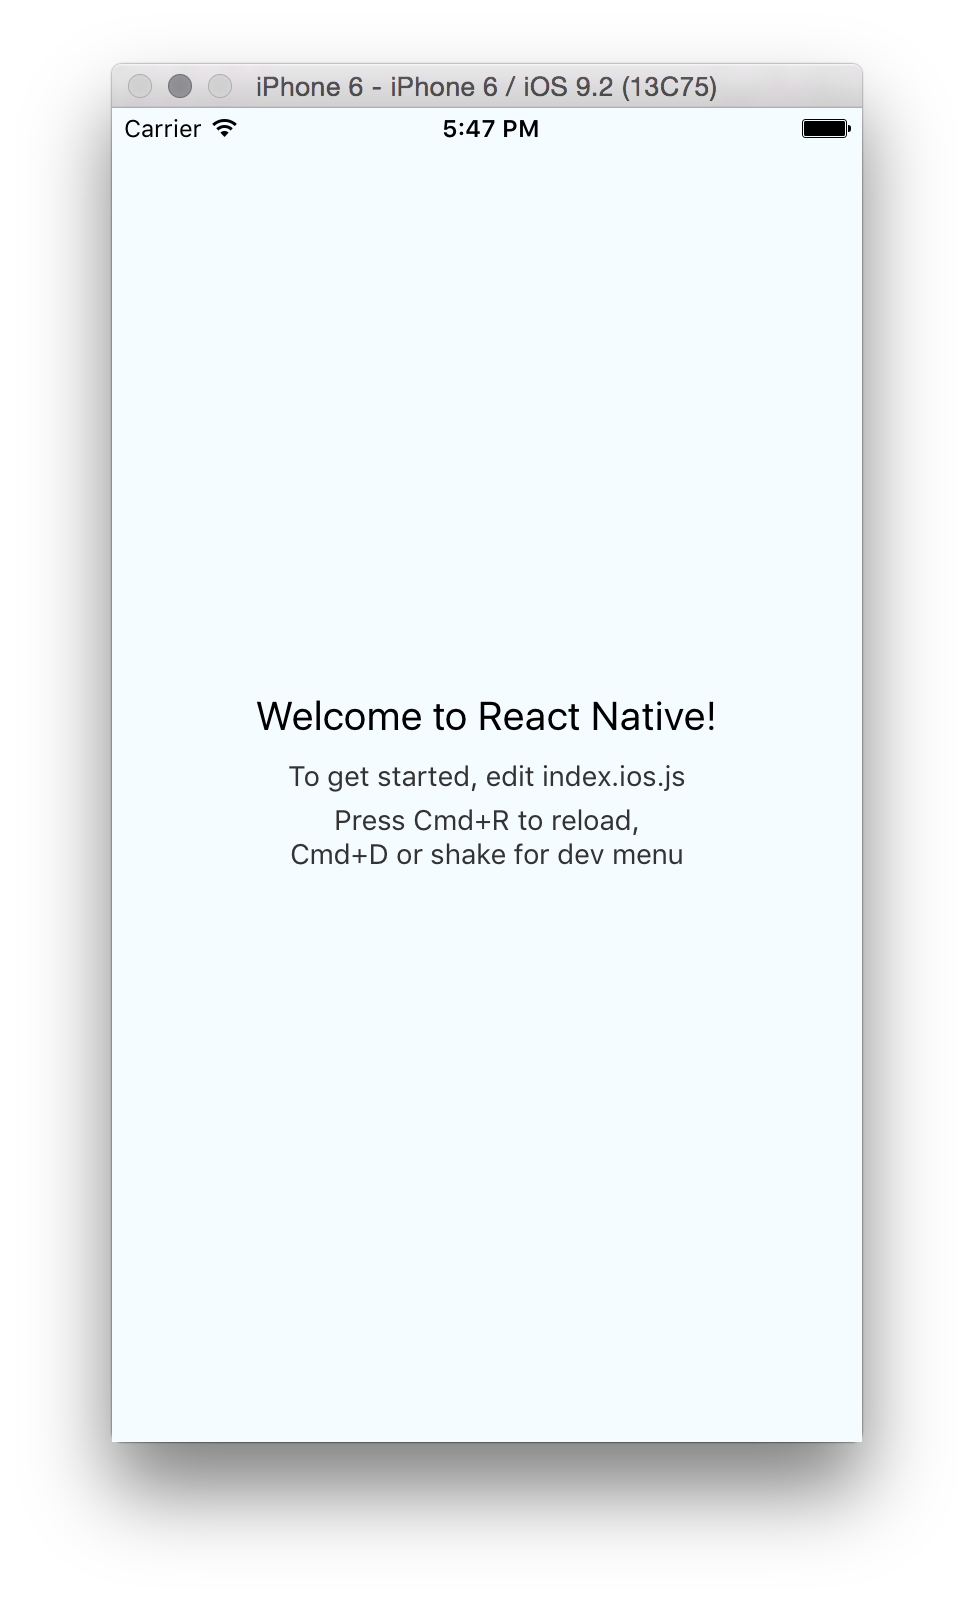 iPhone 6 - iPhone 6 / iOS 9.2 (13C75)
Carrier 5:47 PM
Welcome to React Native!
To get started, edit index.ios.js
Press Cmd+R to reload,
Cmd+D or shake for dev menu